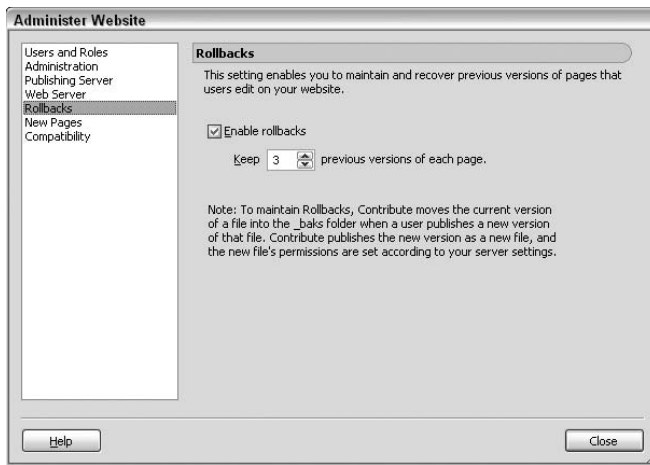 Administer Website
Users and Roles
Administration
Publishing Server
Web Server
Rollbacks
New Pages
Compatibility
Rollbacks
This setting enables you to maintain and recover previous versions of pages that
users edit on your website.
Enable rollbacks
Keep 3 previous versions of each page.
Note: To maintain Rollbacks, Contribute moves the current version
of a file into the _baks folder when a user publishes a new version
of that file. Contribute publishes the new version as a new file, and
the new file's permissions are set according to your server settings.
Help
Close